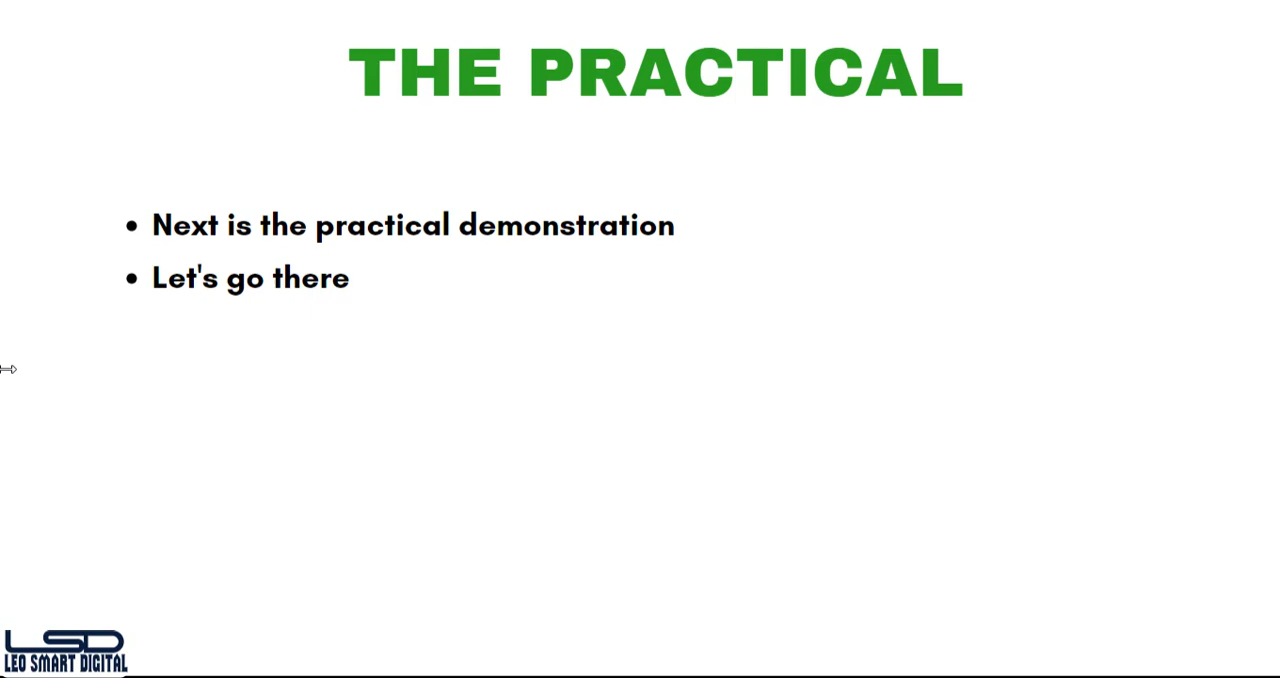 THE PRACTICAL
• Next is the practical demonstration
• Let's go there
LSD
LEO SMART DIGITAL